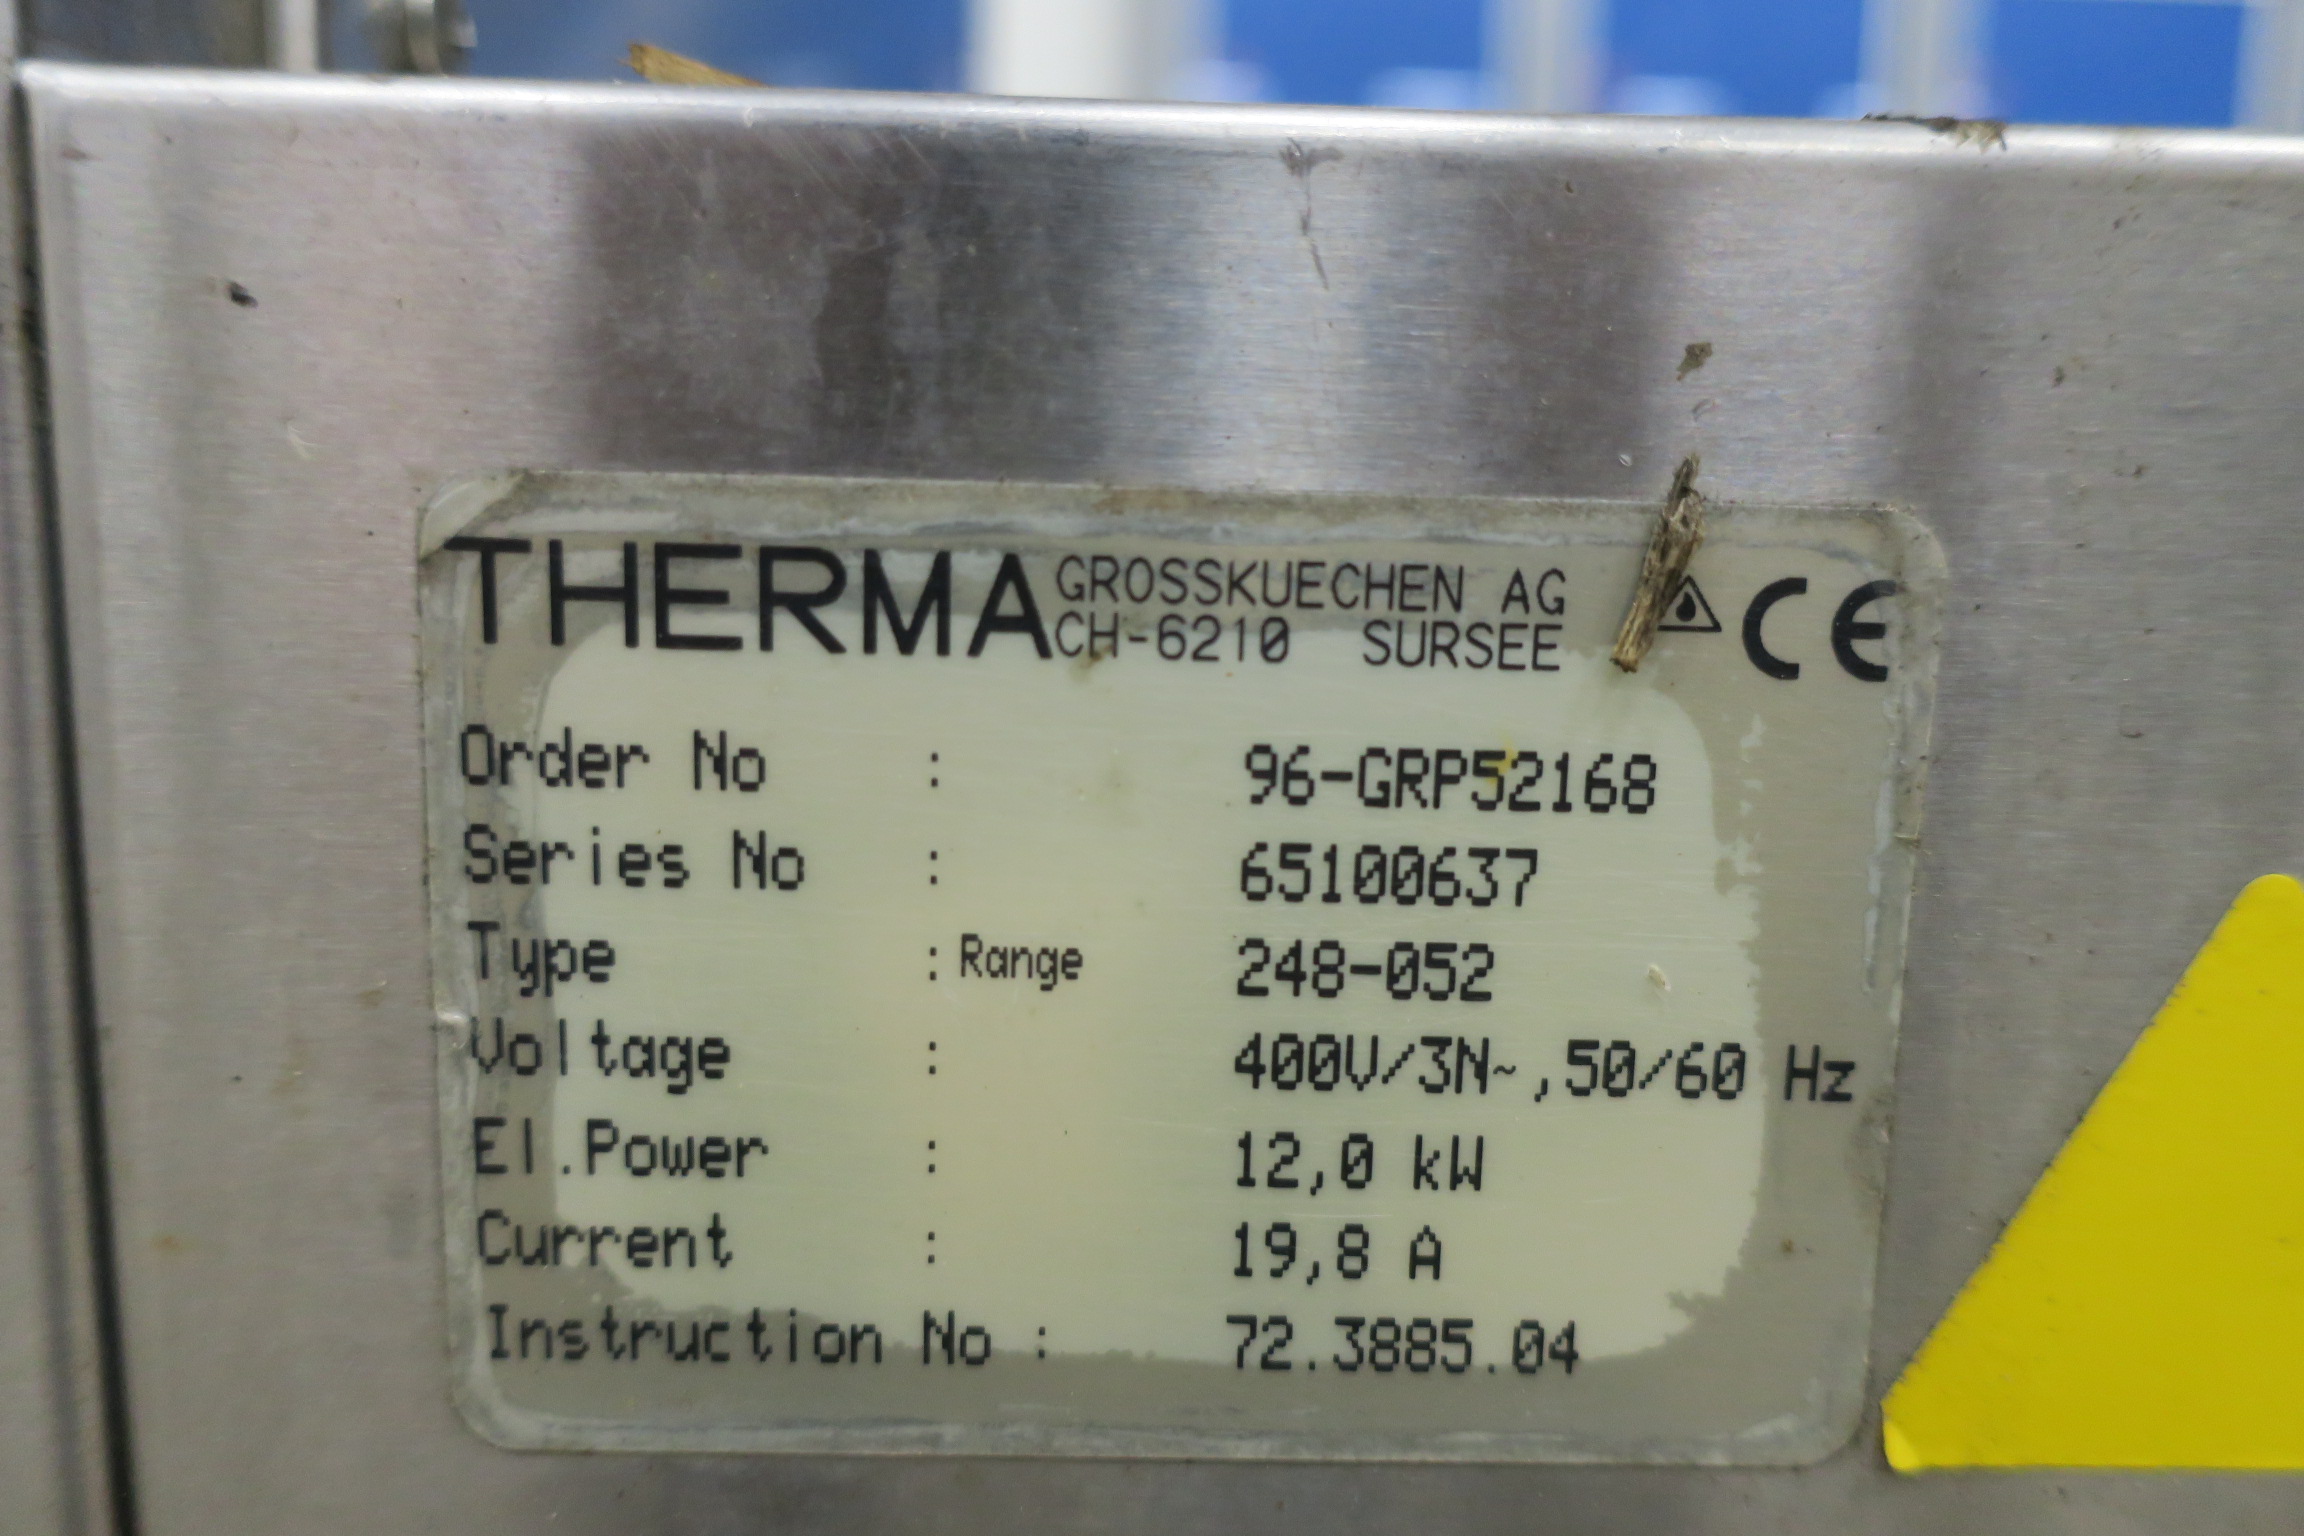 THERMA GROSSKUECHEN AG
CH-6210 SURSEE
CE
Order No : 96-GRP52168
Series No : 65100637
Type : Range 248-052
Voltage : 400V/3N~,50/60 Hz
El.Power : 12,0 kW
Current : 19,8 A
Instruction No : 72.3885.04